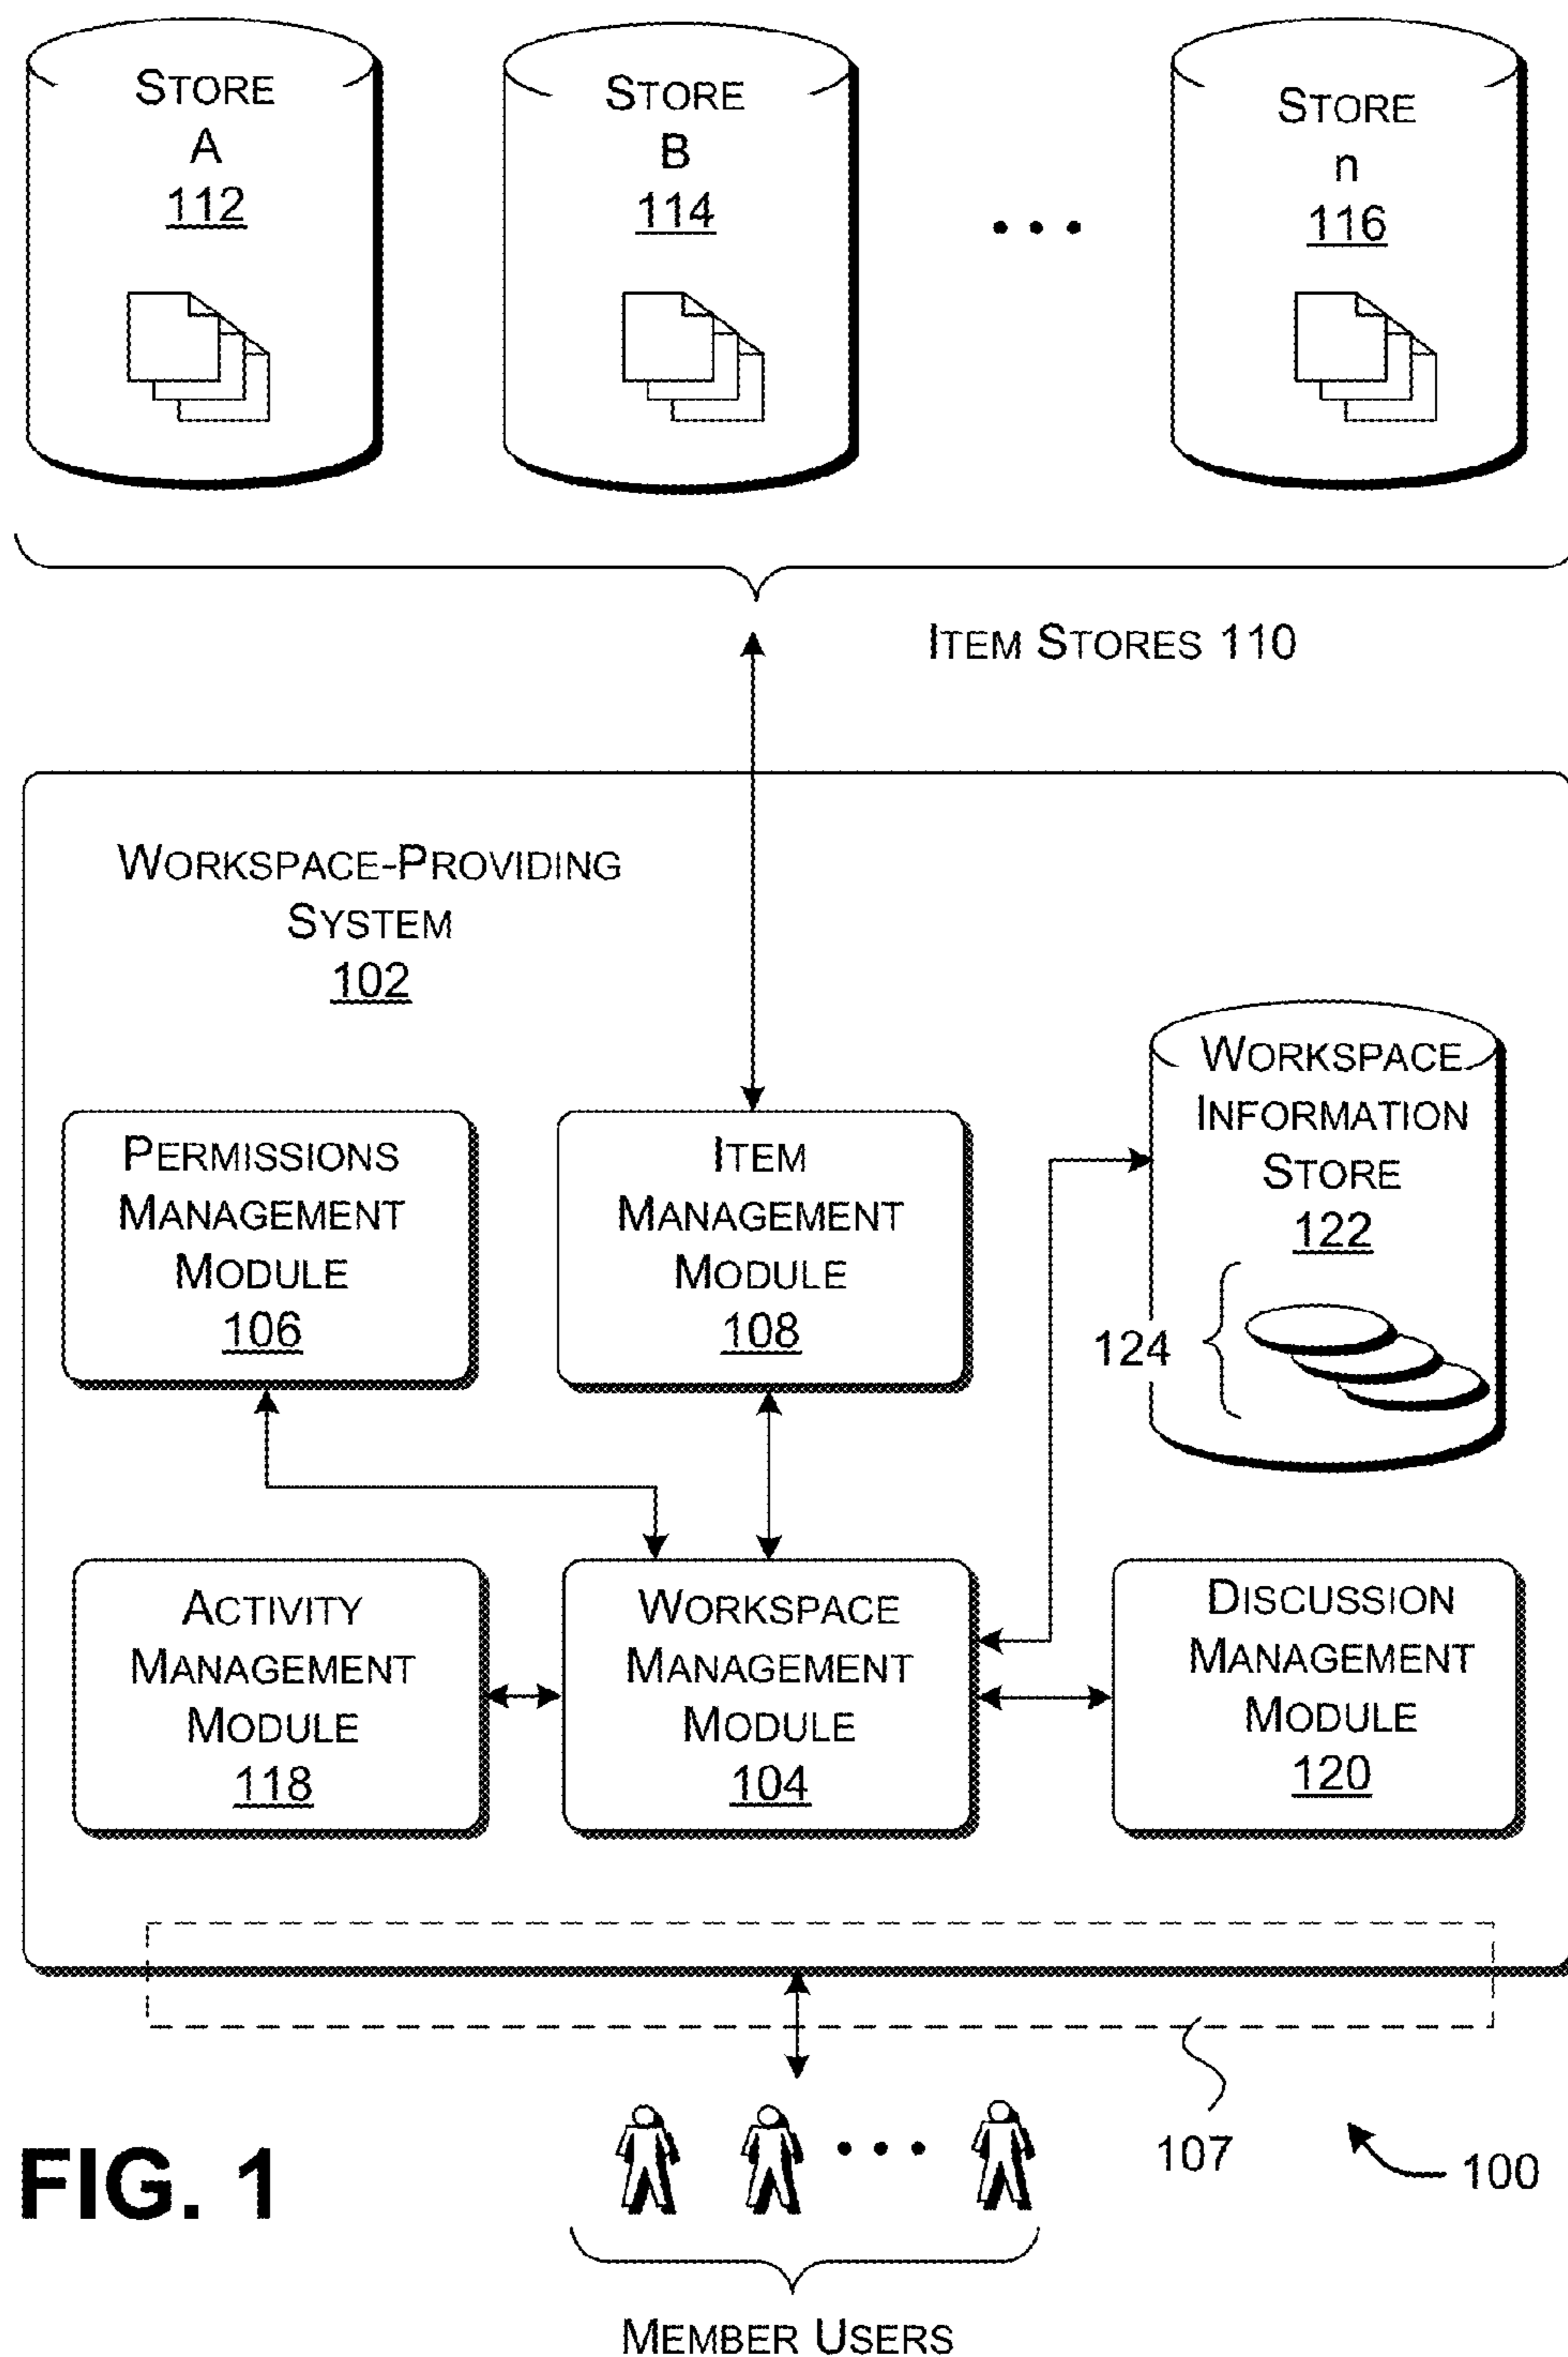 STORE
A
112
STORE
B
114
• • •
STORE
n
116
ITEM STORES 110
WORKSPACE-PROVIDING
SYSTEM
102
PERMISSIONS
MANAGEMENT
MODULE
106
ITEM
MANAGEMENT
MODULE
108
WORKSPACE
INFORMATION
STORE
122
124
ACTIVITY
MANAGEMENT
MODULE
118
WORKSPACE
MANAGEMENT
MODULE
104
DISCUSSION
MANAGEMENT
MODULE
120
• • •
107
100
FIG. 1
MEMBER USERS